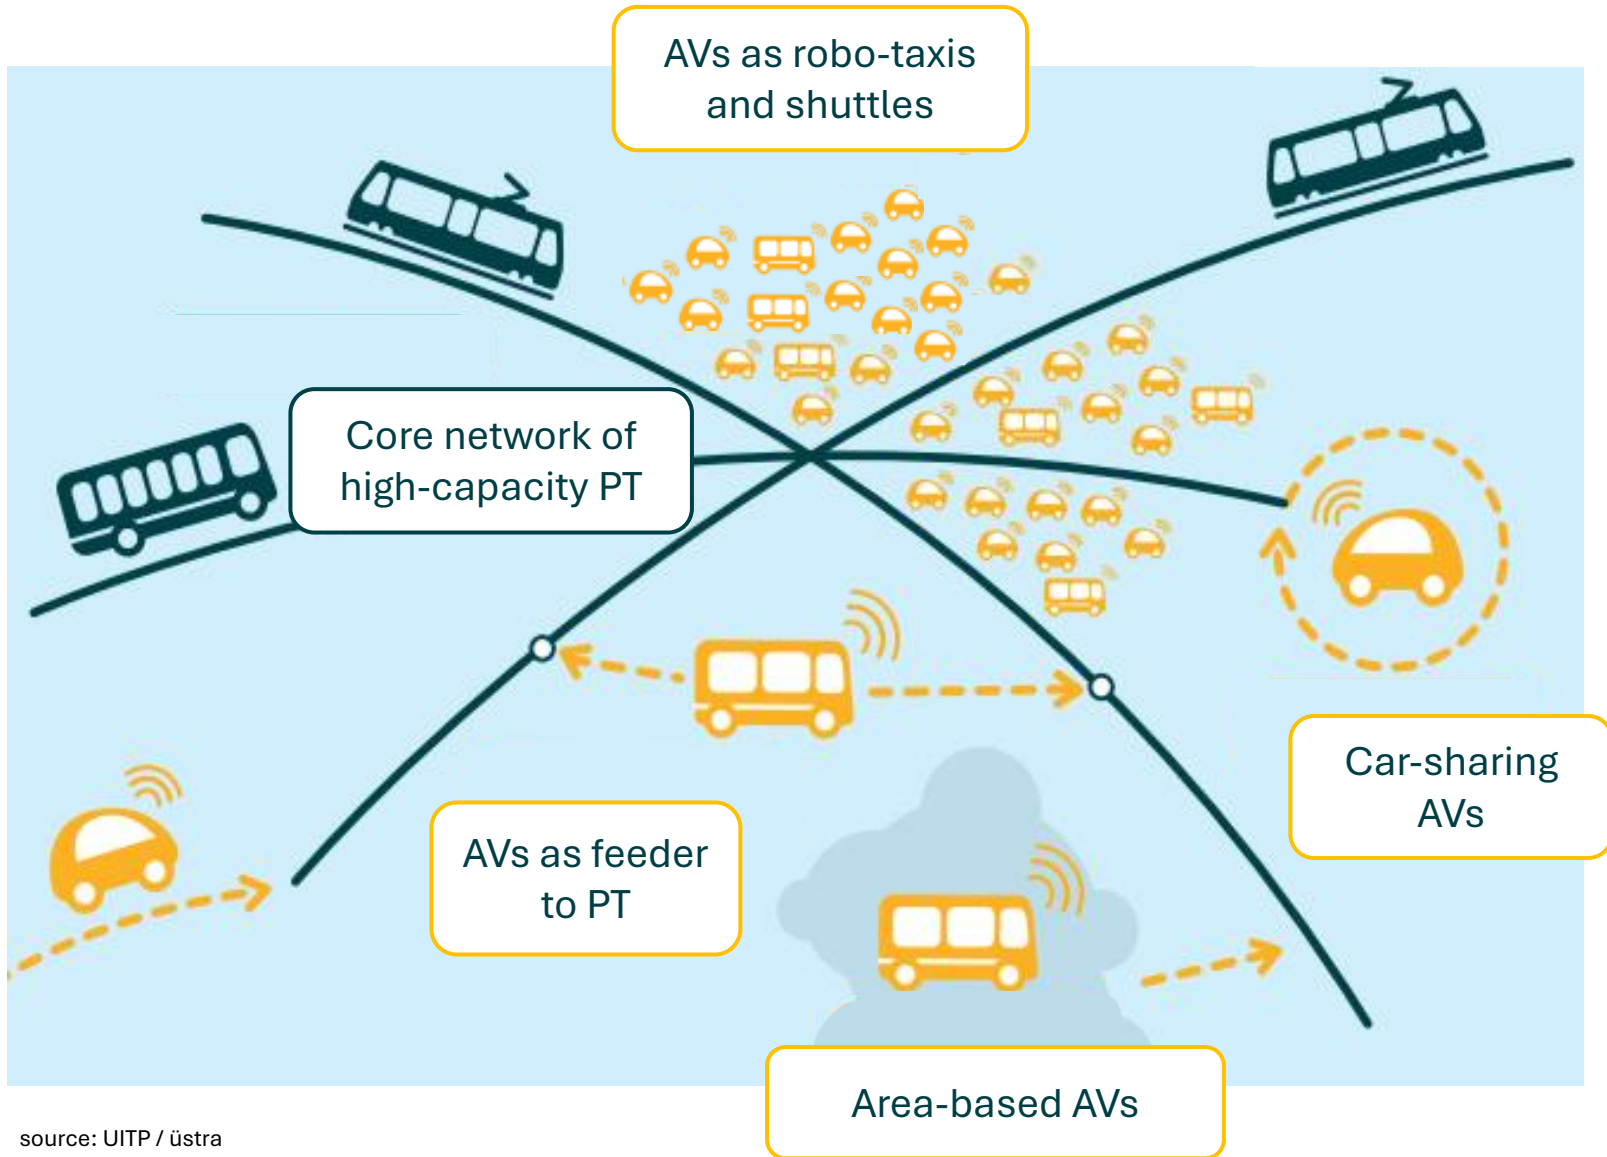 AVs as robo-taxis
and shuttles
Core network of
high-capacity PT
Car-sharing
AVs
AVs as feeder
to PT
Area-based AVs
source: UITP / üstra